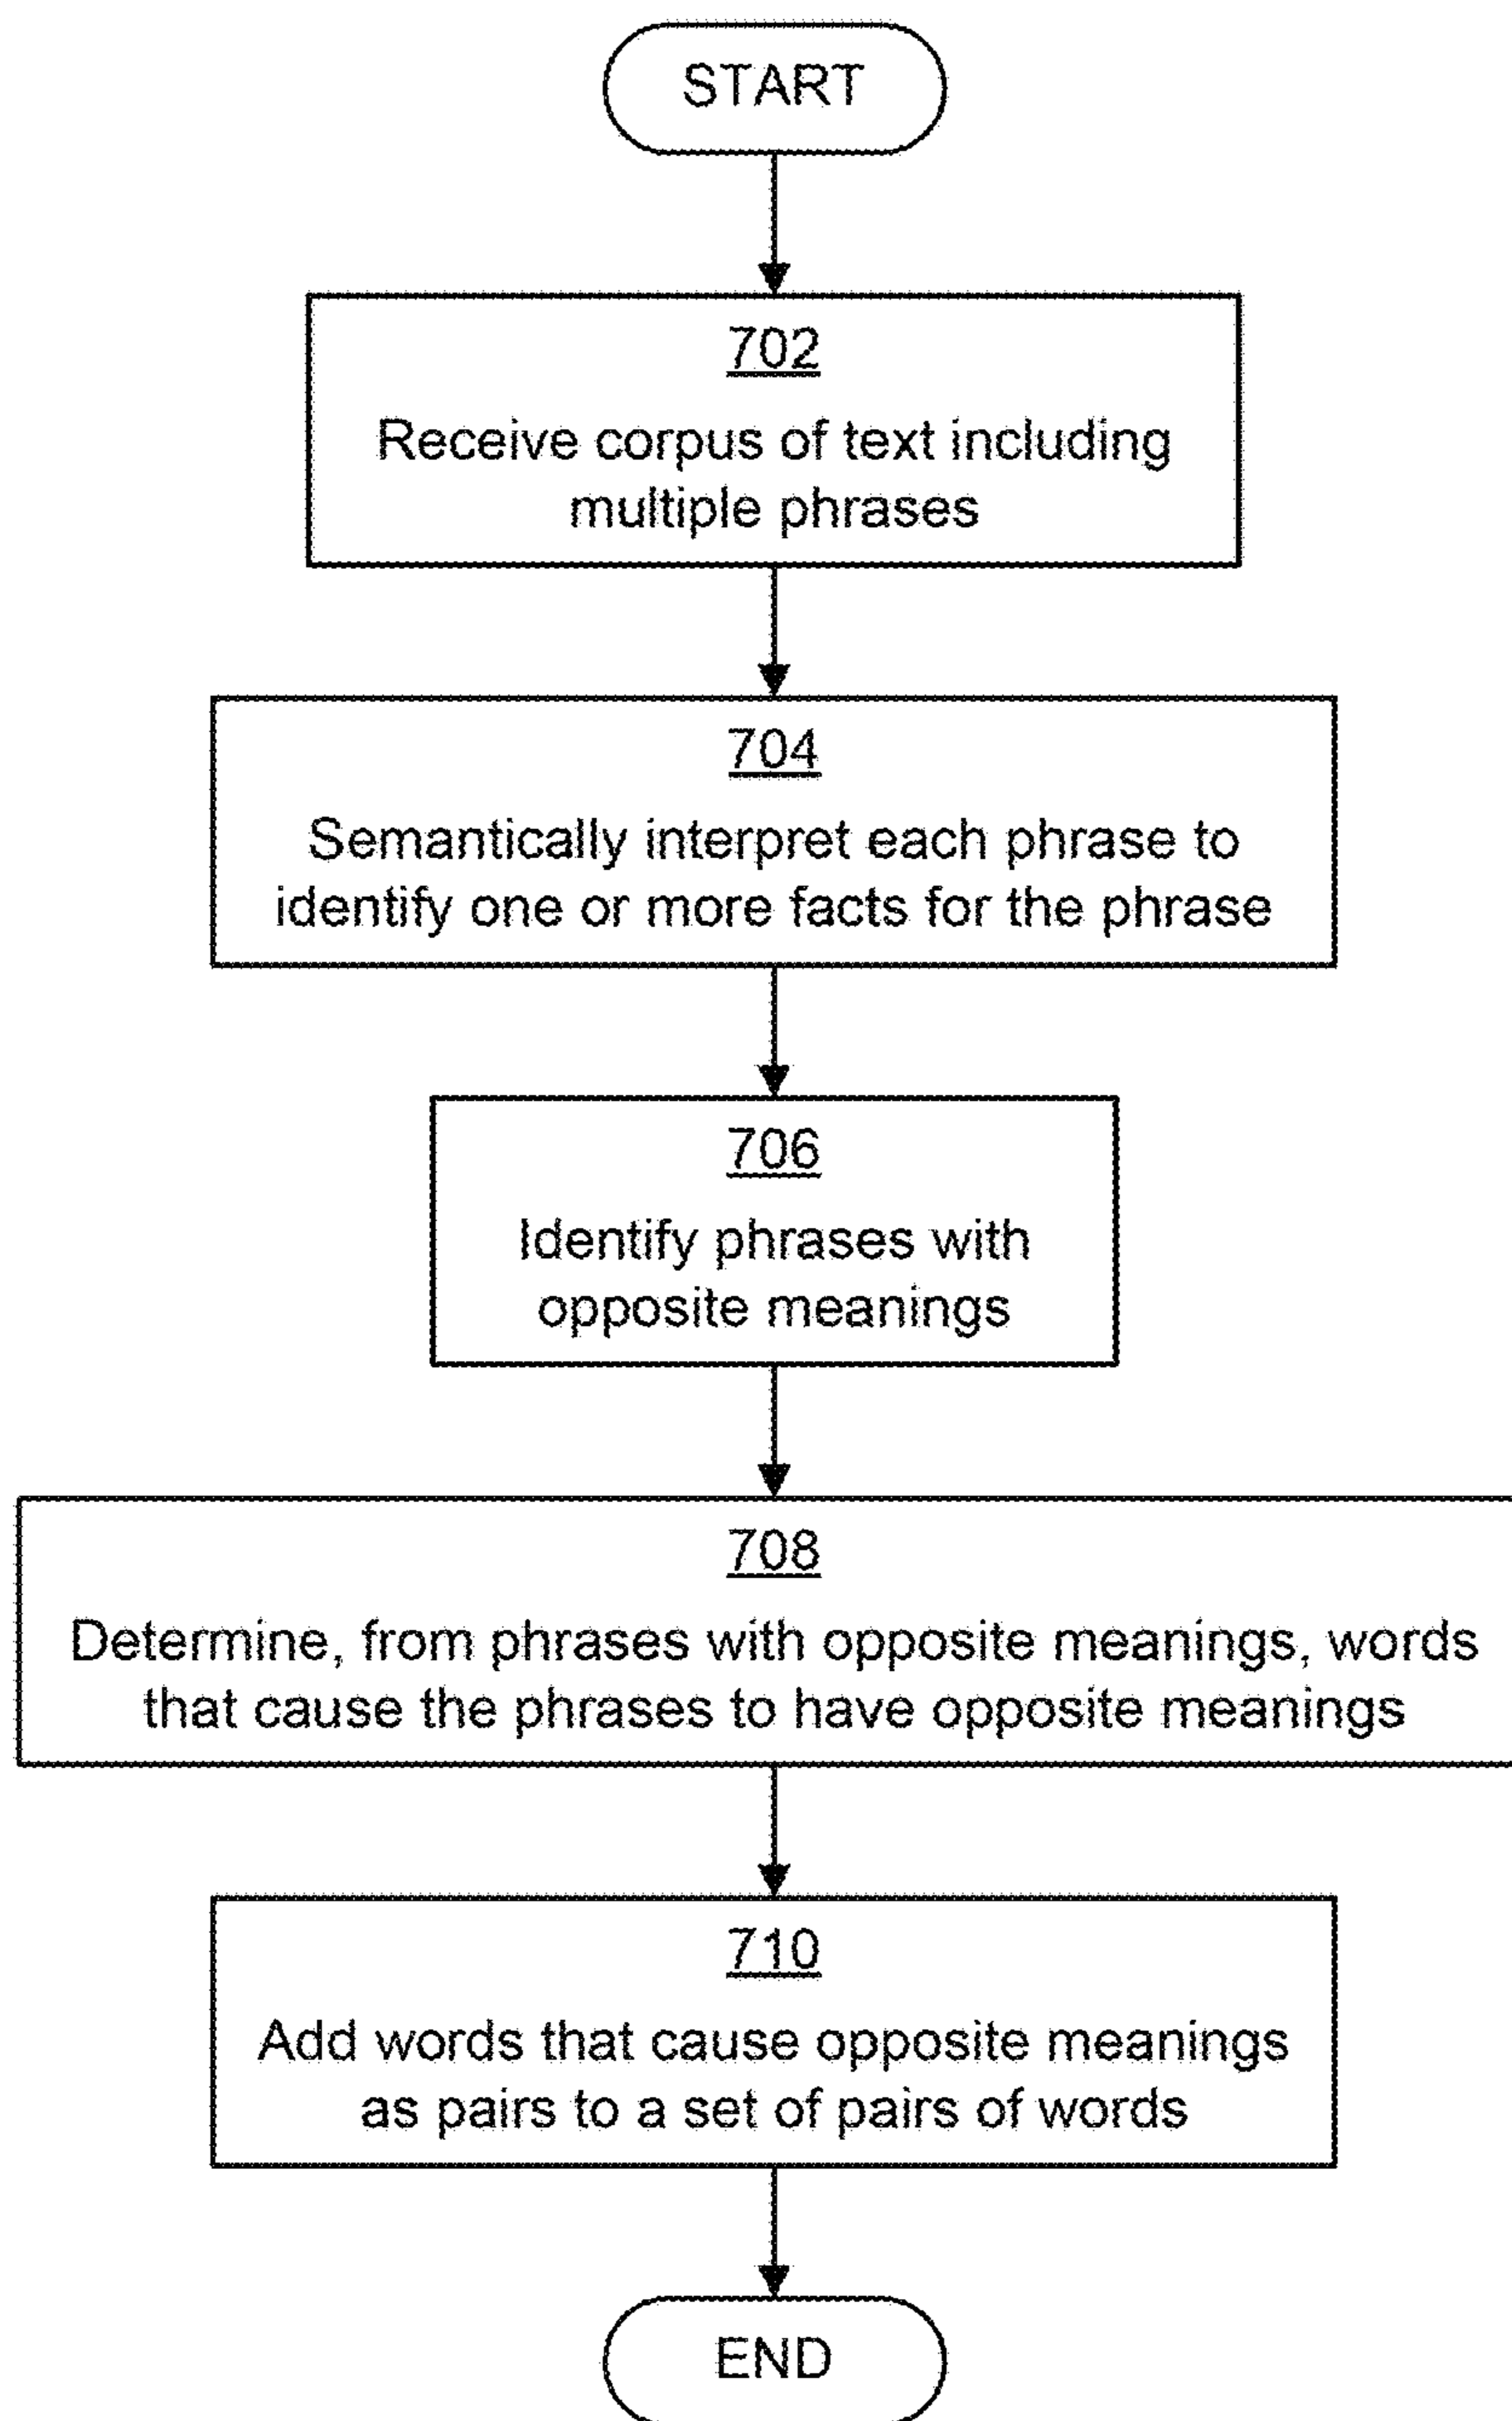 START
702
Receive corpus of text including
multiple phrases
704
Semantically interpret each phrase to
identify one or more facts for the phrase
706
Identify phrases with
opposite meanings
708
Determine, from phrases with opposite meanings, words
that cause the phrases to have opposite meanings
710
Add words that cause opposite meanings
as pairs to a set of pairs of words
END